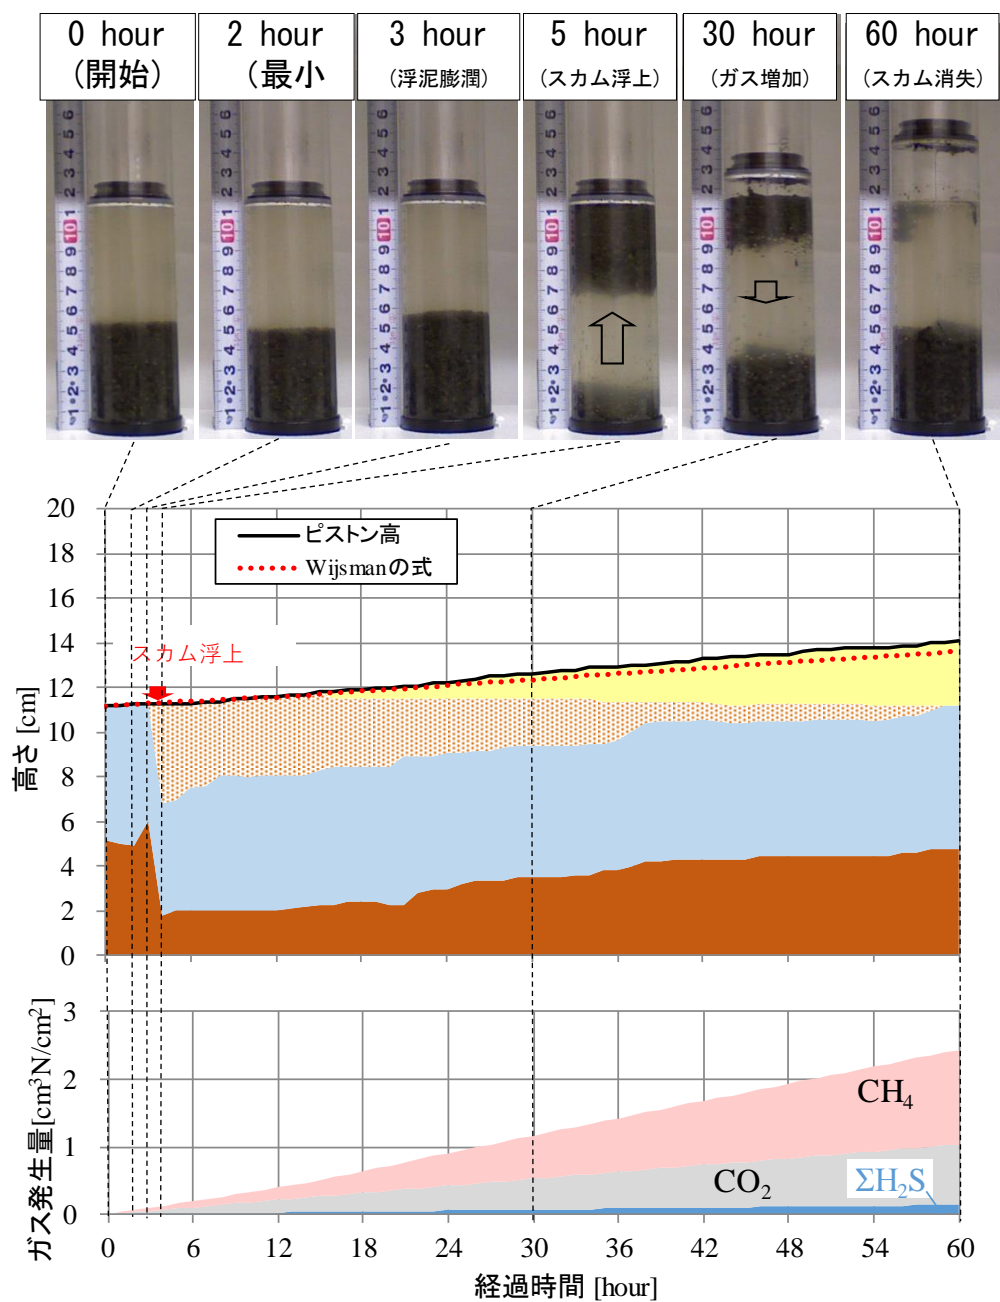 0 hour
(開始)
2 hour
(最小
3 hour
(浮泥膨潤)
5 hour
(スカム浮上)
30 hour
(ガス増加)
60 hour
(スカム消失)
20
18
16
14
12
10
8
6
4
2
0
高さ [cm]
ピストン高
Wijsmanの式
スカム浮上
3
2
1
0
ガス発生量[cm³N/cm²]
CH₄
CO₂
ΣH₂S
0 6 12 18 24 30 36 42 48 54 60
経過時間 [hour]